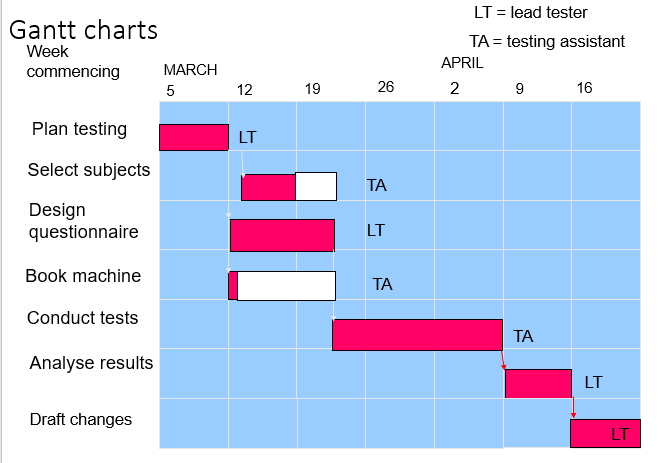 LT = lead tester
Gantt charts
TA = testing assistant
Week
commencing
MARCH
APRIL
5 12 19 26 2 9 16
Plan testing LT
Select subjects TA
Design
questionnaire LT
Book machine TA
Conduct tests TA
Analyse results LT
Draft changes LT